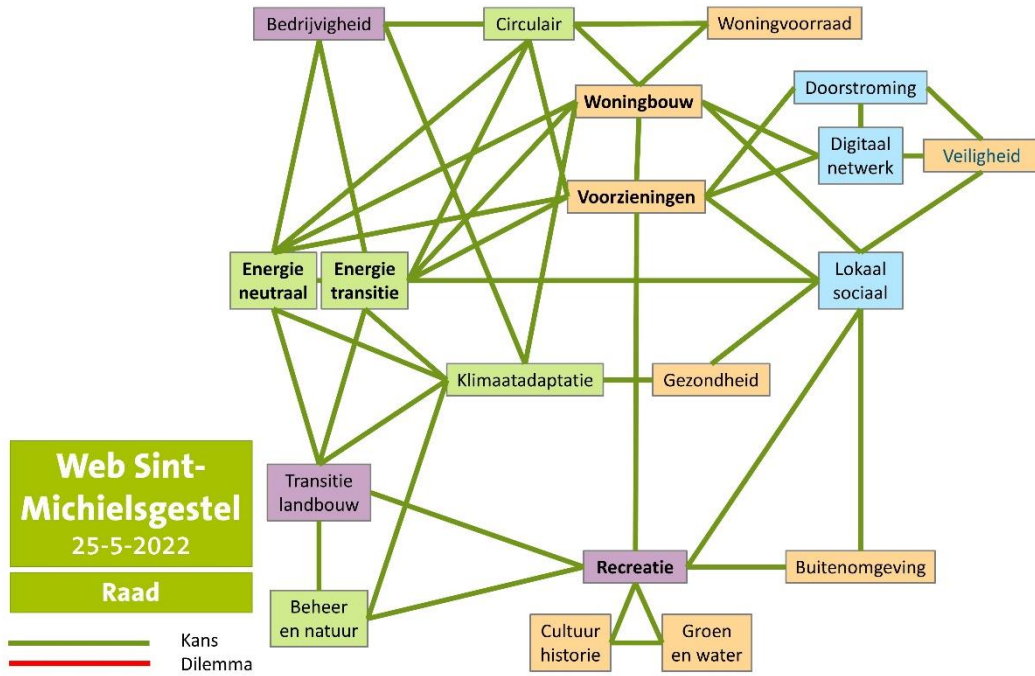 Bedrijvigheid
Circulair
Woningvoorraad
Woningbouw
Doorstroming
Digitaal
netwerk
Veiligheid
Voorzieningen
Energie
neutraal
Energie
transitie
Lokaal
sociaal
Klimaatadaptatie
Gezondheid
Web Sint-
Michielsgestel
25-5-2022
Raad
Transitie
landbouw
Recreatie
Buitenomgeving
Beheer
en natuur
Cultuur
historie
Groen
en water
Kans
Dilemma